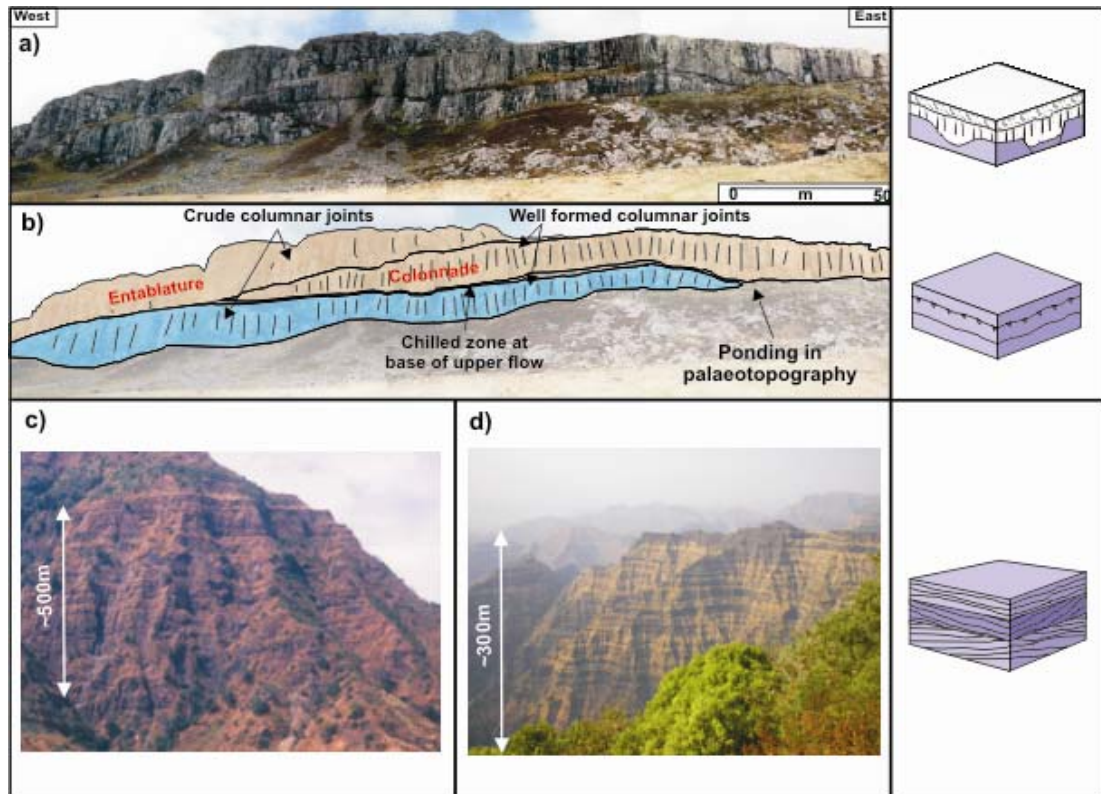 West
East
a)
0 m 50
b)
Crude columnar joints
Well formed columnar joints
Entablature
Colonnade
Chilled zone at
base of upper flow
Ponding in
palaeotopography
c)
~500m
d)
~300m